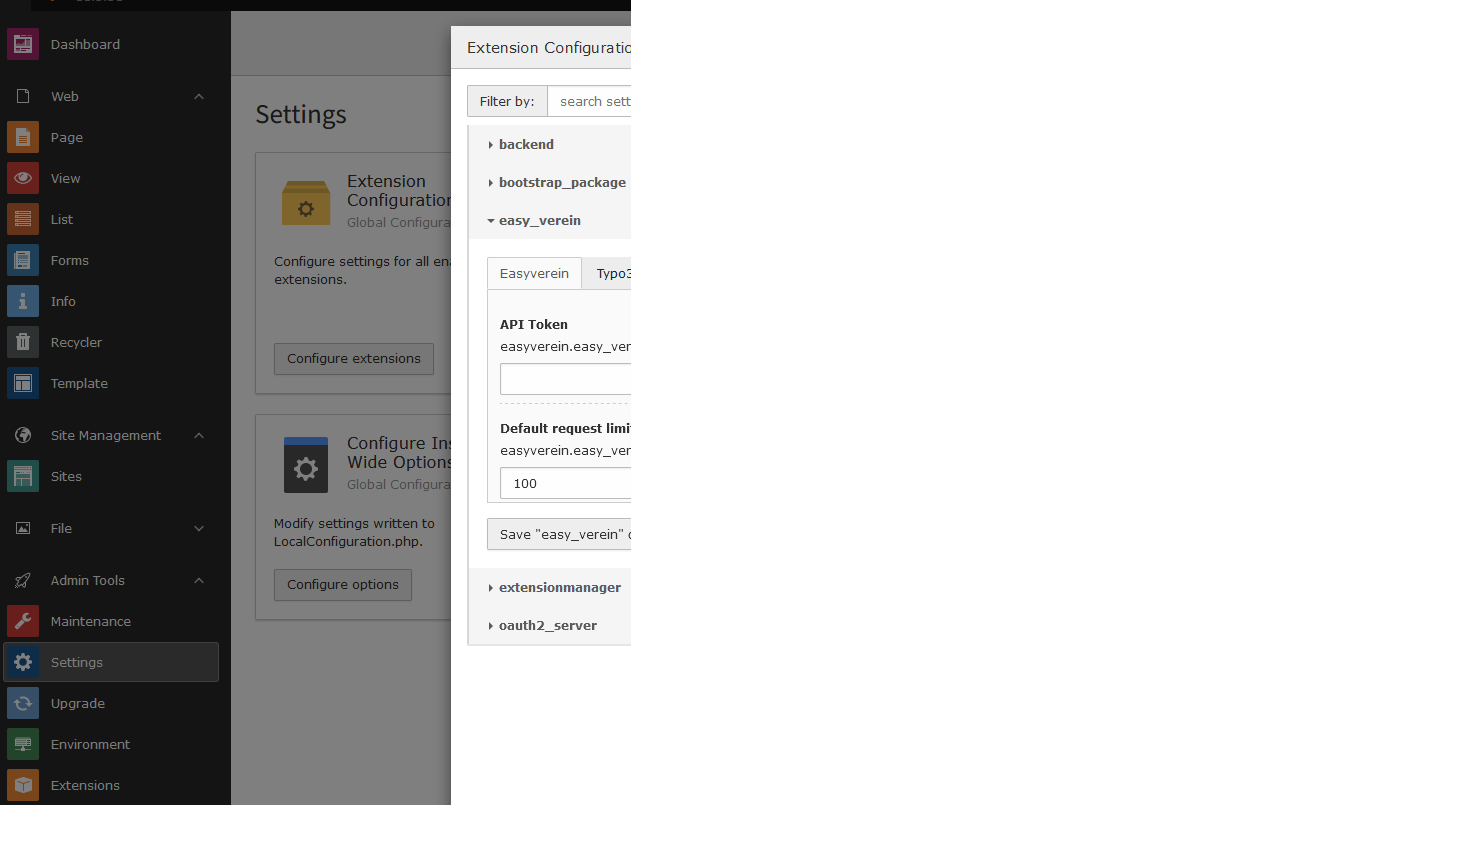 Dashboard
Web
Page
View
List
Forms
Info
Recycler
Template
Site Management
Sites
File
Admin Tools
Maintenance
Settings
Upgrade
Environment
Extensions
Settings
Extension
Configuration
Global Configura
Configure settings for all ena
extensions.
Configure extensions
Configure Ins
Wide Options
Global Configura
Modify settings written to
LocalConfiguration.php.
Configure options
Extension Configuratio
Filter by:
search sett
backend
bootstrap_package
easy_verein
Easyverein
Typo3
API Token
easyverein.easy_ver
Default request limit
easyverein.easy_ver
100
Save "easy_verein" c
extensionmanager
oauth2_server